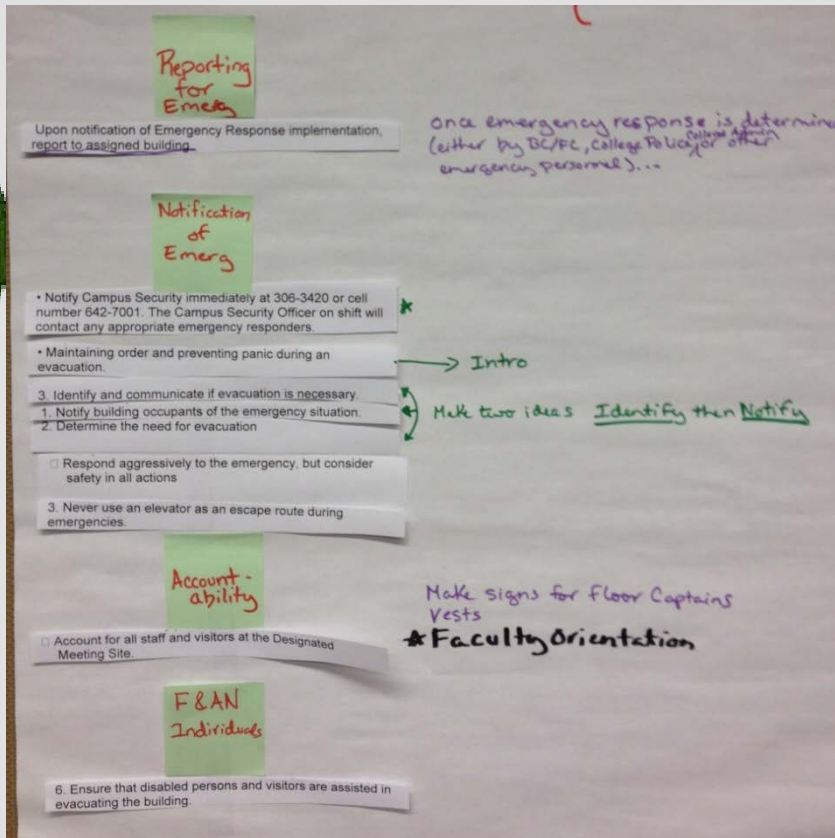 Reporting
for
Emerg
Upon notification of Emergency Response implementation,
report to assigned building.
once emergency response is determine
(either by BC/FC, College Police, College Admin or other
emergency personnel)...
Notification
of
Emerg
• Notify Campus Security immediately at 306-3420 or cell
number 642-7001. The Campus Security Officer on shift will
contact any appropriate emergency responders.
• Maintaining order and preventing panic during an
evacuation.
Intro
3. Identify and communicate if evacuation is necessary
1. Notify building occupants of the emergency situation.
2. Determine the need for evacuation
Make two ideas Identify then Notify
Respond aggressively to the emergency, but consider
safety in all actions
3. Never use an elevator as an escape route during
emergencies.
Account-
ability
Account for all staff and visitors at the Designated
Meeting Site.
Make signs for Floor Captains
Vests
Faculty Orientation
F&AN
Individuals
6. Ensure that disabled persons and visitors are assisted in
evacuating the building.